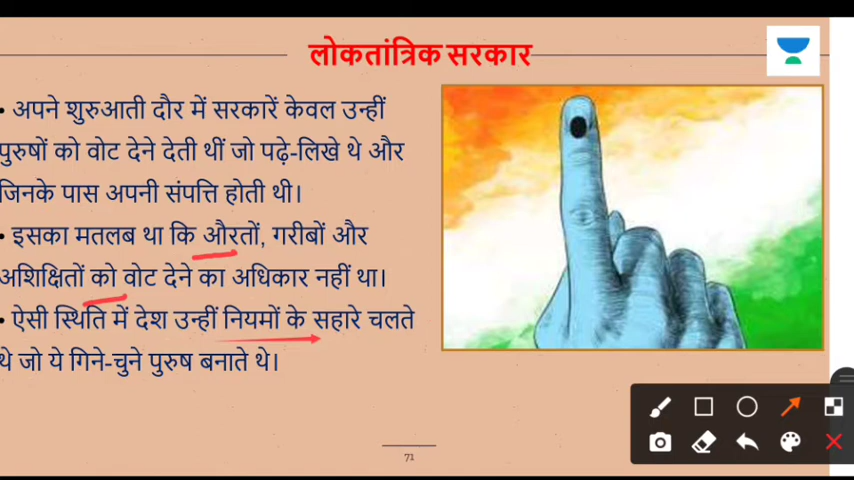 लोकतांत्रिक सरकार
• अपने शुरुआती दौर में सरकारें केवल उन्हीं
पुरुषों को वोट देने देती थीं जो पढ़े-लिखे थे और
जिनके पास अपनी संपत्ति होती थी।
• इसका मतलब था कि औरतों, गरीबों और
अशिक्षितों को वोट देने का अधिकार नहीं था।
• ऐसी स्थिति में देश उन्हीं नियमों के सहारे चलते
थे जो ये गिने-चुने पुरुष बनाते थे।
71